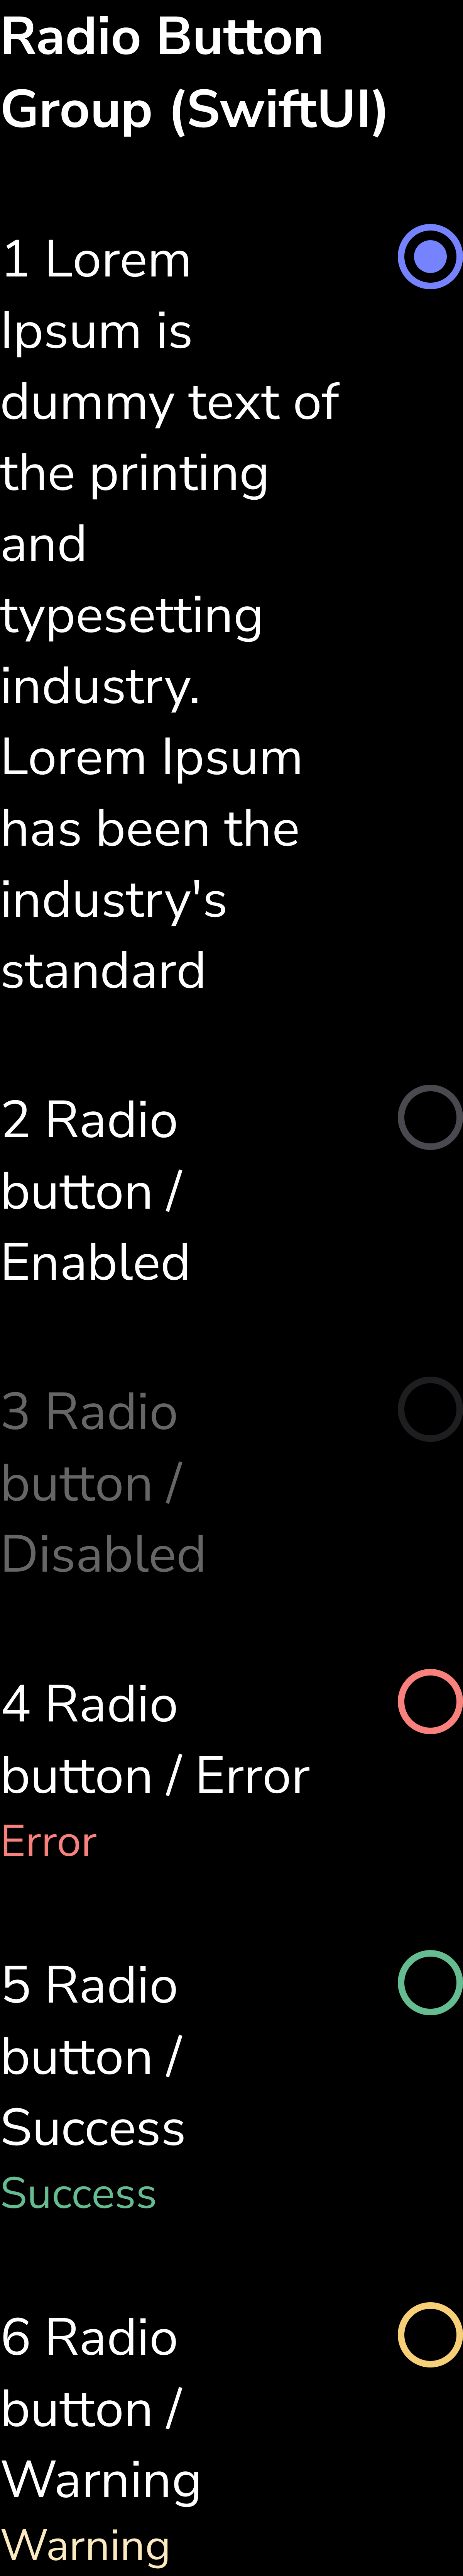 Radio Button
Group (SwiftUI)
1 Lorem
Ipsum is
dummy text of
the printing
and
typesetting
industry.
Lorem Ipsum
has been the
industry's
standard
2 Radio
button /
Enabled
3 Radio
button /
Disabled
4 Radio
button / Error
Error
5 Radio
button /
Success
Success
6 Radio
button /
Warning
Warning